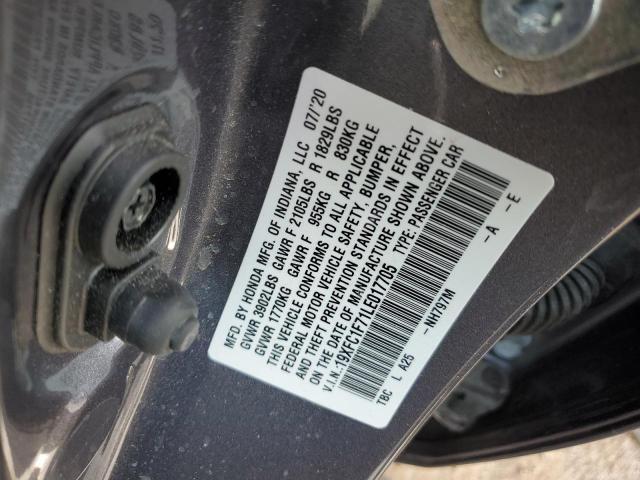 MFD. BY HONDA MFG. OF INDIANA, LLC 07/'20
GVWR 3902LBS GAWR F 2105LBS R 1829LBS
GVWR 1770KG GAWR F 955KG R 830KG
THIS VEHICLE CONFORMS TO ALL APPLICABLE
FEDERAL MOTOR VEHICLE SAFETY, BUMPER,
AND THEFT PREVENTION STANDARDS IN EFFECT
ON THE DATE OF MANUFACTURE SHOWN ABOVE.
V.I.N.:19XFC1F71LE017705 TYPE: PASSENGER CAR
TBC L A25 -NH797M -A -E